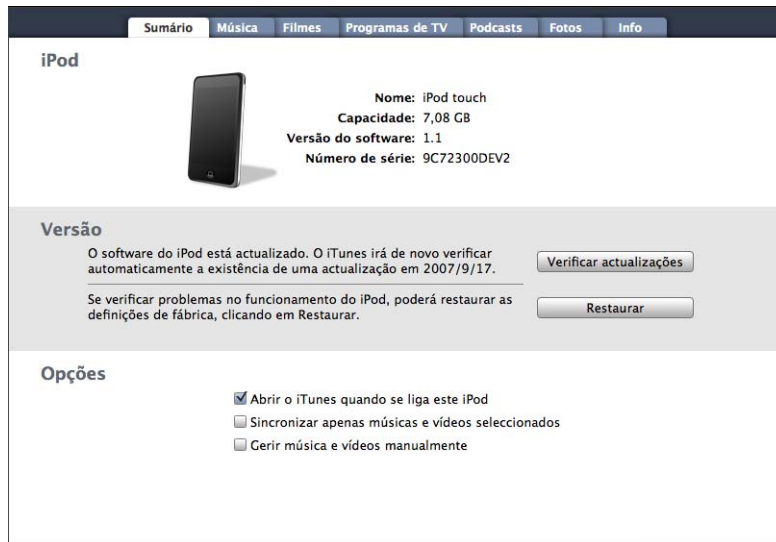 Sumário Música Filmes Programas de TV Podcasts Fotos Info
iPod
Nome: iPod touch
Capacidade: 7,08 GB
Versão do software: 1.1
Número de série: 9C72300DEV2
Versão
O software do iPod está actualizado. O iTunes irá de novo verificar
automaticamente a existência de uma actualização em 2007/9/17.
Verificar actualizações
Se verificar problemas no funcionamento do iPod, poderá restaurar as
definições de fábrica, clicando em Restaurar.
Restaurar
Opções
Abrir o iTunes quando se liga este iPod
Sincronizar apenas músicas e vídeos seleccionados
Gerir música e vídeos manualmente